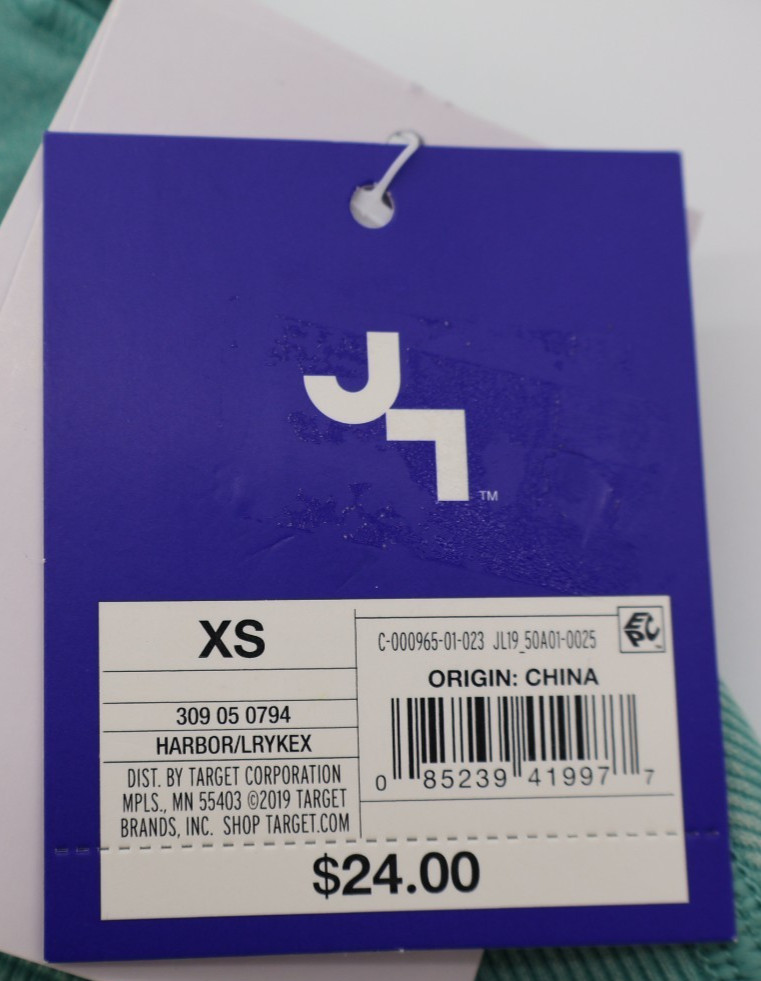 JL
TM
XS
309 05 0794
HARBOR/LRYKEX
DIST. BY TARGET CORPORATION
MPLS., MN 55403 ©2019 TARGET
BRANDS, INC. SHOP TARGET.COM
C-000965-01-023 JL19_50A01-0025
EPC
ORIGIN: CHINA
0 85239 41997 7
$24.00